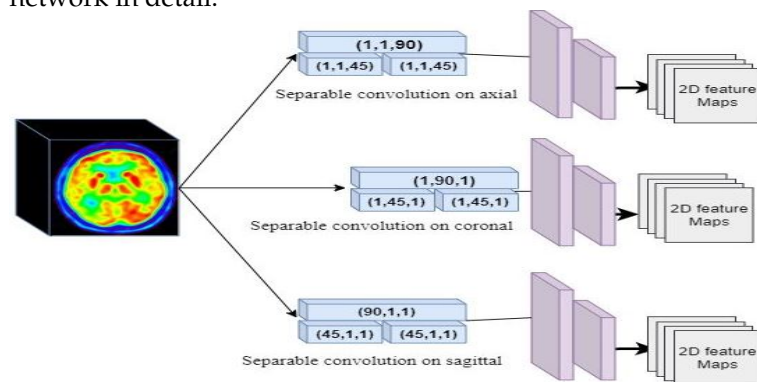 network in detail.
(1,1,90)
(1,1,45) (1,1,45)
Separable convolution on axial
2D feature
Maps
(1,90,1)
(1,45,1) (1,45,1)
Separable convolution on coronal
2D feature
Maps
(90,1,1)
(45,1,1) (45,1,1)
Separable convolution on sagittal
2D feature
Maps